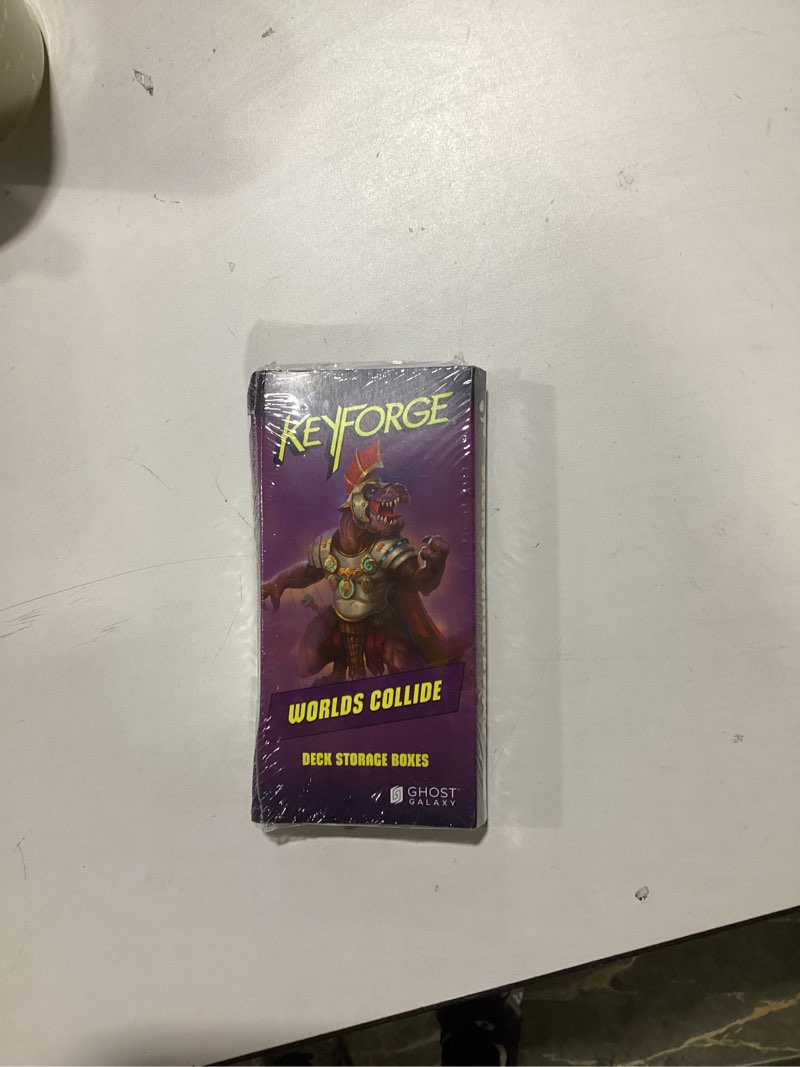 KEYFORGE
WORLDS COLLIDE
DECK STORAGE BOXES
GHOST
GALAXY